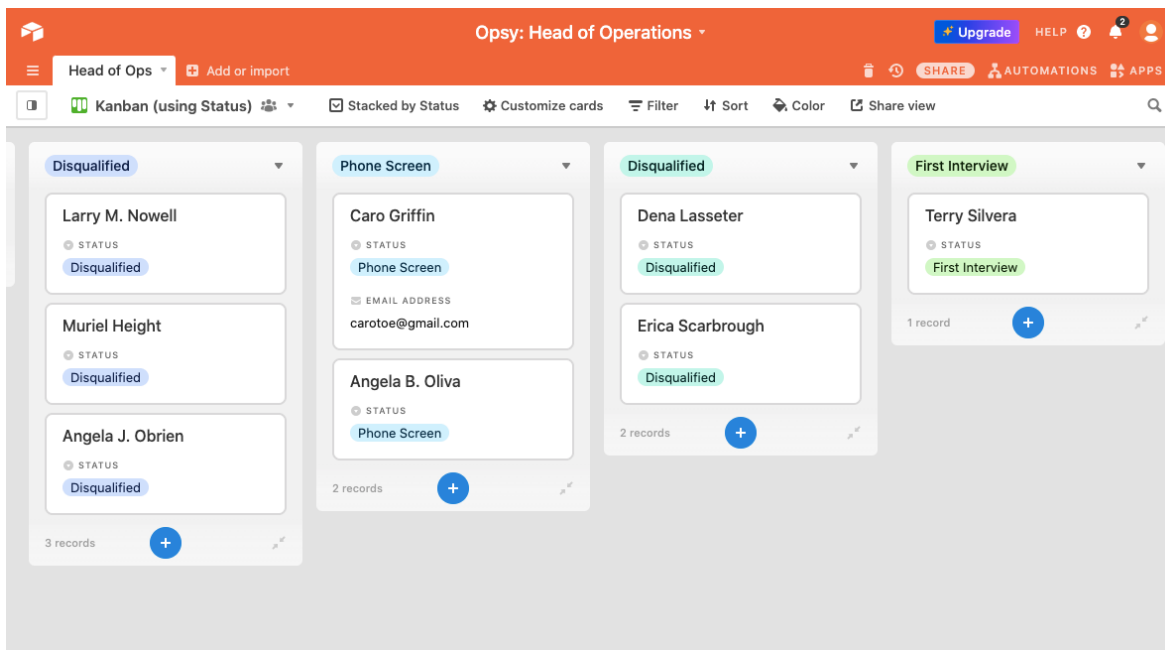 Opsy: Head of Operations
Upgrade
HELP
2
Head of Ops
Add or import
SHARE
AUTOMATIONS
APPS
Kanban (using Status)
Stacked by Status
Customize cards
Filter
Sort
Color
Share view
Disqualified
Larry M. Nowell
STATUS
Disqualified
Muriel Height
STATUS
Disqualified
Angela J. Obrien
STATUS
Disqualified
3 records
Phone Screen
Caro Griffin
STATUS
Phone Screen
EMAIL ADDRESS
carotoe@gmail.com
Angela B. Oliva
STATUS
Phone Screen
2 records
Disqualified
Dena Lasseter
STATUS
Disqualified
Erica Scarbrough
STATUS
Disqualified
2 records
First Interview
Terry Silvera
STATUS
First Interview
1 record